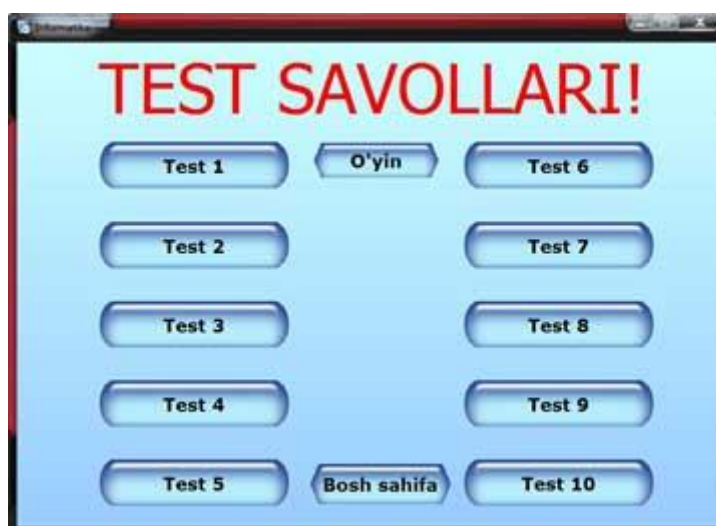 Informatika
TEST SAVOLLARI!
Test 1
O'yin
Test 6
Test 2
Test 7
Test 3
Test 8
Test 4
Test 9
Test 5
Bosh sahifa
Test 10